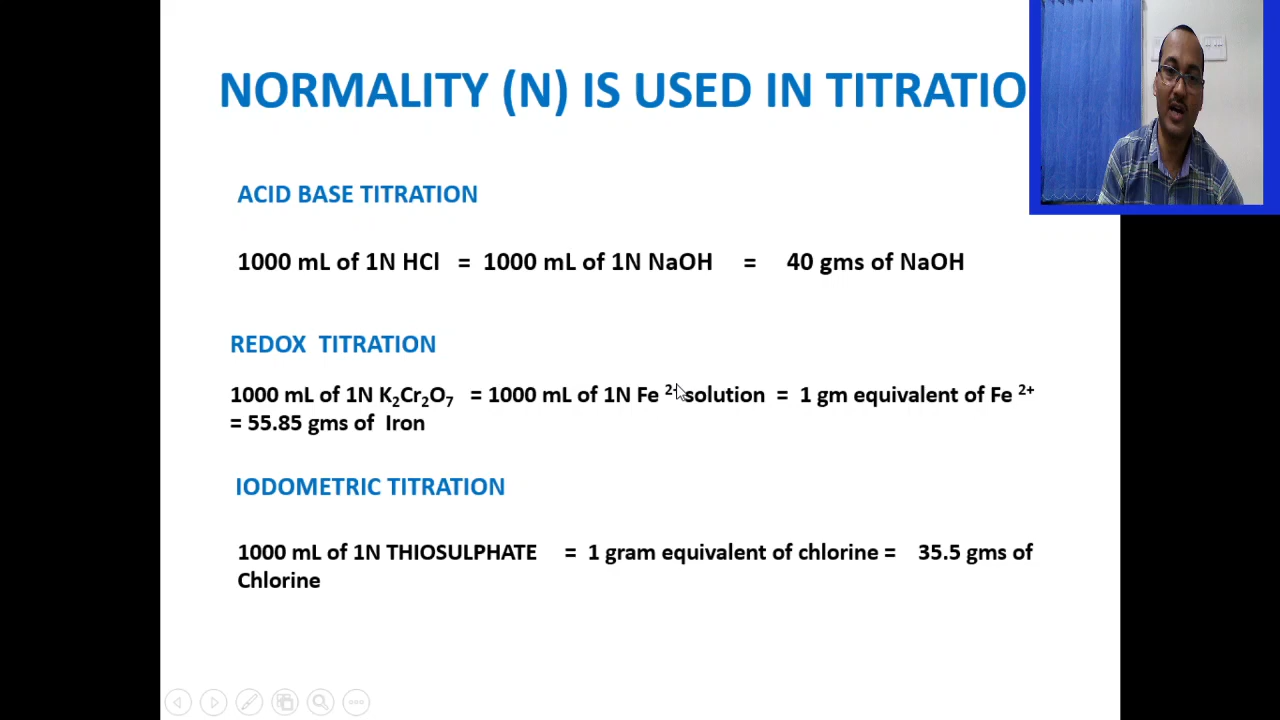 NORMALITY (N) IS USED IN TITRATIO
ACID BASE TITRATION
1000 mL of 1N HCl = 1000 mL of 1N NaOH = 40 gms of NaOH
REDOX TITRATION
1000 mL of 1N K₂Cr₂O₇ = 1000 mL of 1N Fe ²⁺ solution = 1 gm equivalent of Fe ²⁺
= 55.85 gms of Iron
IODOMETRIC TITRATION
1000 mL of 1N THIOSULPHATE = 1 gram equivalent of chlorine = 35.5 gms of
Chlorine